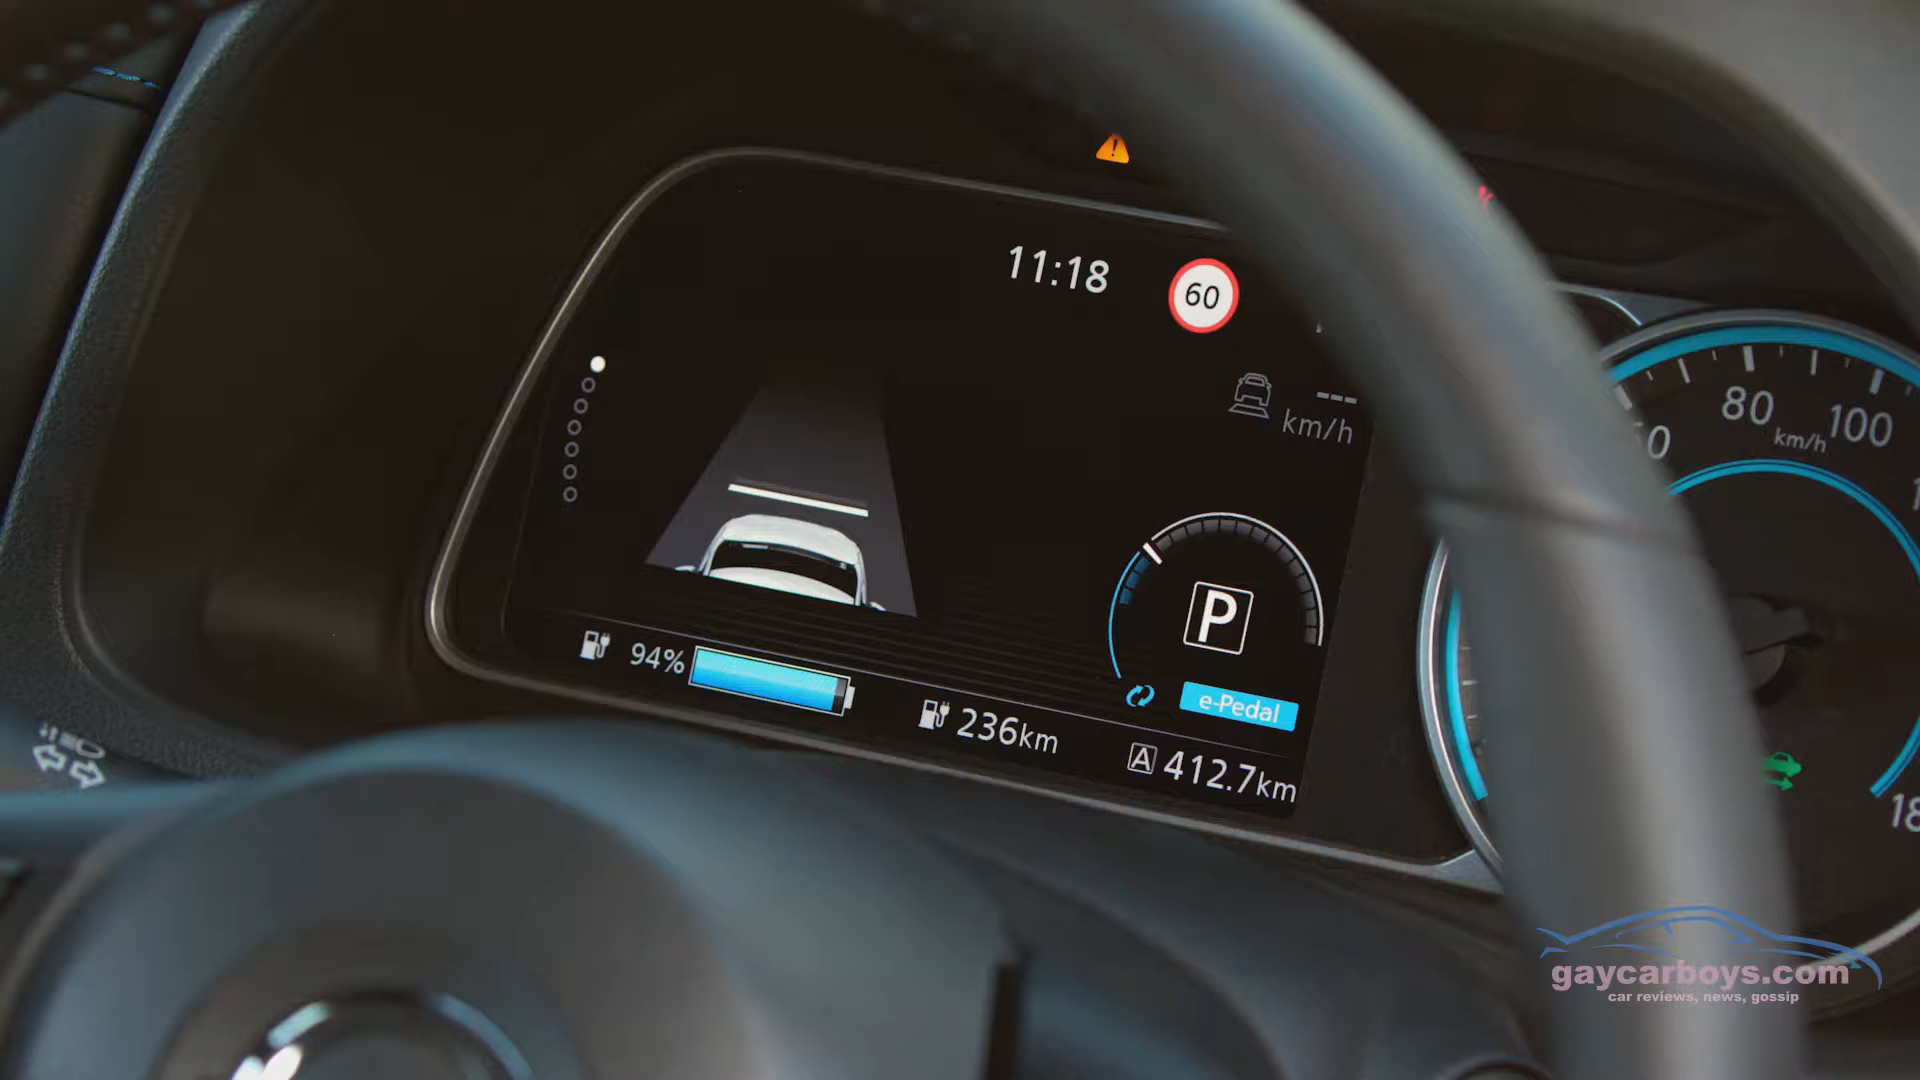 11:18
60
---
km/h
80
100
km/h
P
e-Pedal
94%
236km
A 412.7km
gaycarboys.com
car reviews, news, gossip